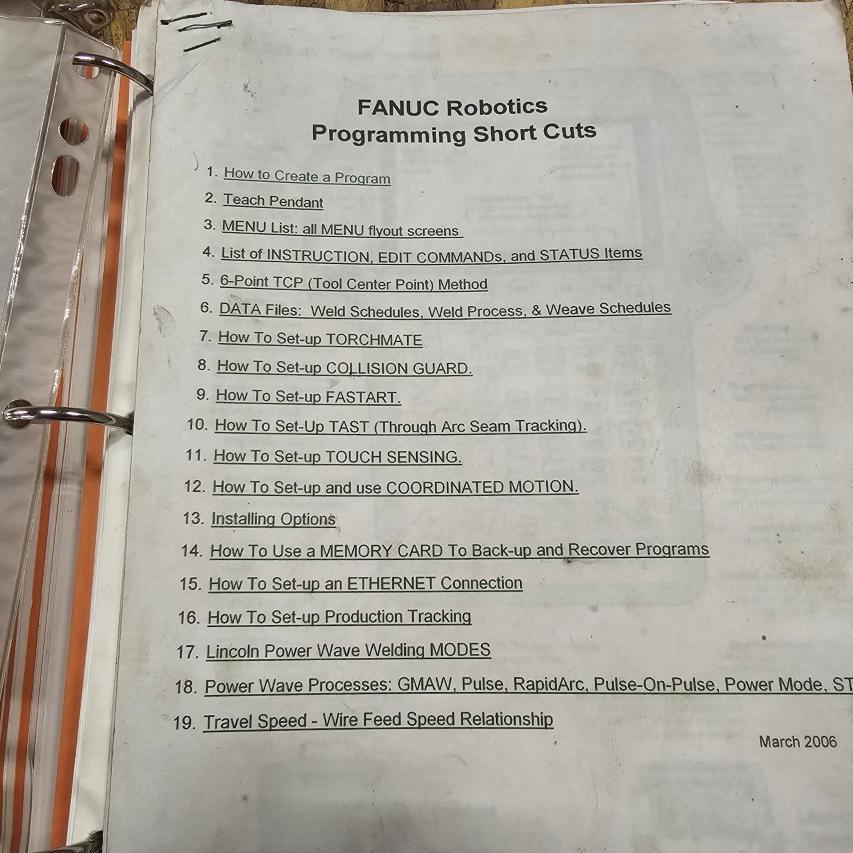 FANUC Robotics
Programming Short Cuts
1. How to Create a Program
2. Teach Pendant
3. MENU List: all MENU flyout screens
4. List of INSTRUCTION, EDIT COMMANDs, and STATUS Items
5. 6-Point TCP (Tool Center Point) Method
6. DATA Files: Weld Schedules, Weld Process, & Weave Schedules
7. How To Set-up TORCHMATE
8. How To Set-up COLLISION GUARD.
9. How To Set-up FASTART.
10. How To Set-Up TAST (Through Arc Seam Tracking).
11. How To Set-up TOUCH SENSING.
12. How To Set-up and use COORDINATED MOTION.
13. Installing Options
14. How To Use a MEMORY CARD To Back-up and Recover Programs
15. How To Set-up an ETHERNET Connection
16. How To Set-up Production Tracking
17. Lincoln Power Wave Welding MODES
18. Power Wave Processes: GMAW, Pulse, RapidArc, Pulse-On-Pulse, Power Mode, ST
19. Travel Speed - Wire Feed Speed Relationship
March 2006